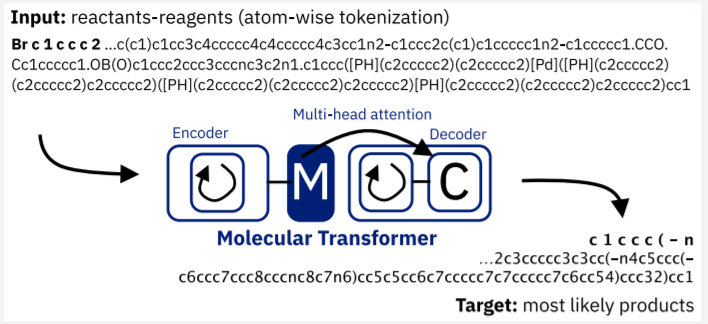 Input: reactants-reagents (atom-wise tokenization)
Br c 1 c c c 2 ...c(c1)c1cc3c4ccccc4c4ccccc4c3cc1n2-c1ccc2c(c1)c1ccccc1n2-c1ccccc1.CCO.
Cc1ccccc1.OB(O)c1ccc2ccc3cccnc3c2n1.c1ccc([PH](c2ccccc2)(c2ccccc2)[Pd]([PH](c2ccccc2)
(c2ccccc2)c2ccccc2)([PH](c2ccccc2)(c2ccccc2)c2ccccc2)[PH](c2ccccc2)(c2ccccc2)c2ccccc2)cc1
Multi-head attention
Encoder
Decoder
M
C
Molecular Transformer
c 1 c c c ( - n
...2c3ccccc3c3cc(-n4c5ccc(-
c6ccc7ccc8cccnc8c7n6)cc5c5cc6c7ccccc7c7ccccc7c6cc54)ccc32)cc1
Target: most likely products